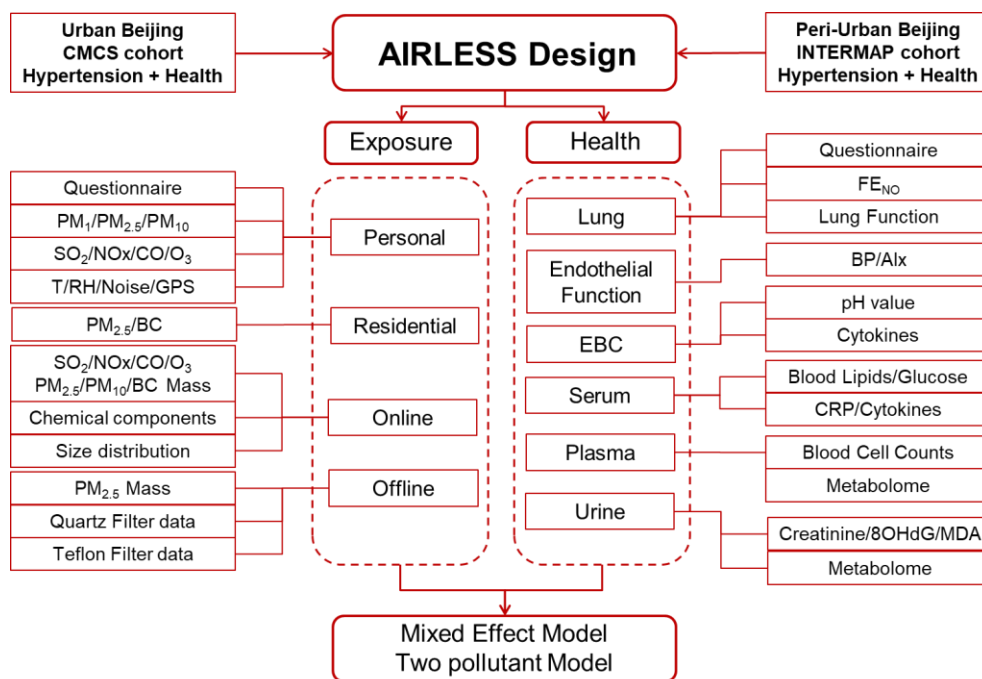 Urban Beijing
CMCS cohort
Hypertension + Health
AIRLESS Design
Peri-Urban Beijing
INTERMAP cohort
Hypertension + Health
Exposure
Health
Questionnaire
PM₁/PM₂.₅/PM₁₀
SO₂/NOx/CO/O₃
T/RH/Noise/GPS
PM₂.₅/BC
SO₂/NOx/CO/O₃
PM₂.₅/PM₁₀/BC Mass
Chemical components
Size distribution
PM₂.₅ Mass
Quartz Filter data
Teflon Filter data
Personal
Residential
Online
Offline
Lung
Endothelial
Function
EBC
Serum
Plasma
Urine
Questionnaire
FE_NO
Lung Function
BP/AIx
pH value
Cytokines
Blood Lipids/Glucose
CRP/Cytokines
Blood Cell Counts
Metabolome
Creatinine/8OHdG/MDA
Metabolome
Mixed Effect Model
Two pollutant Model